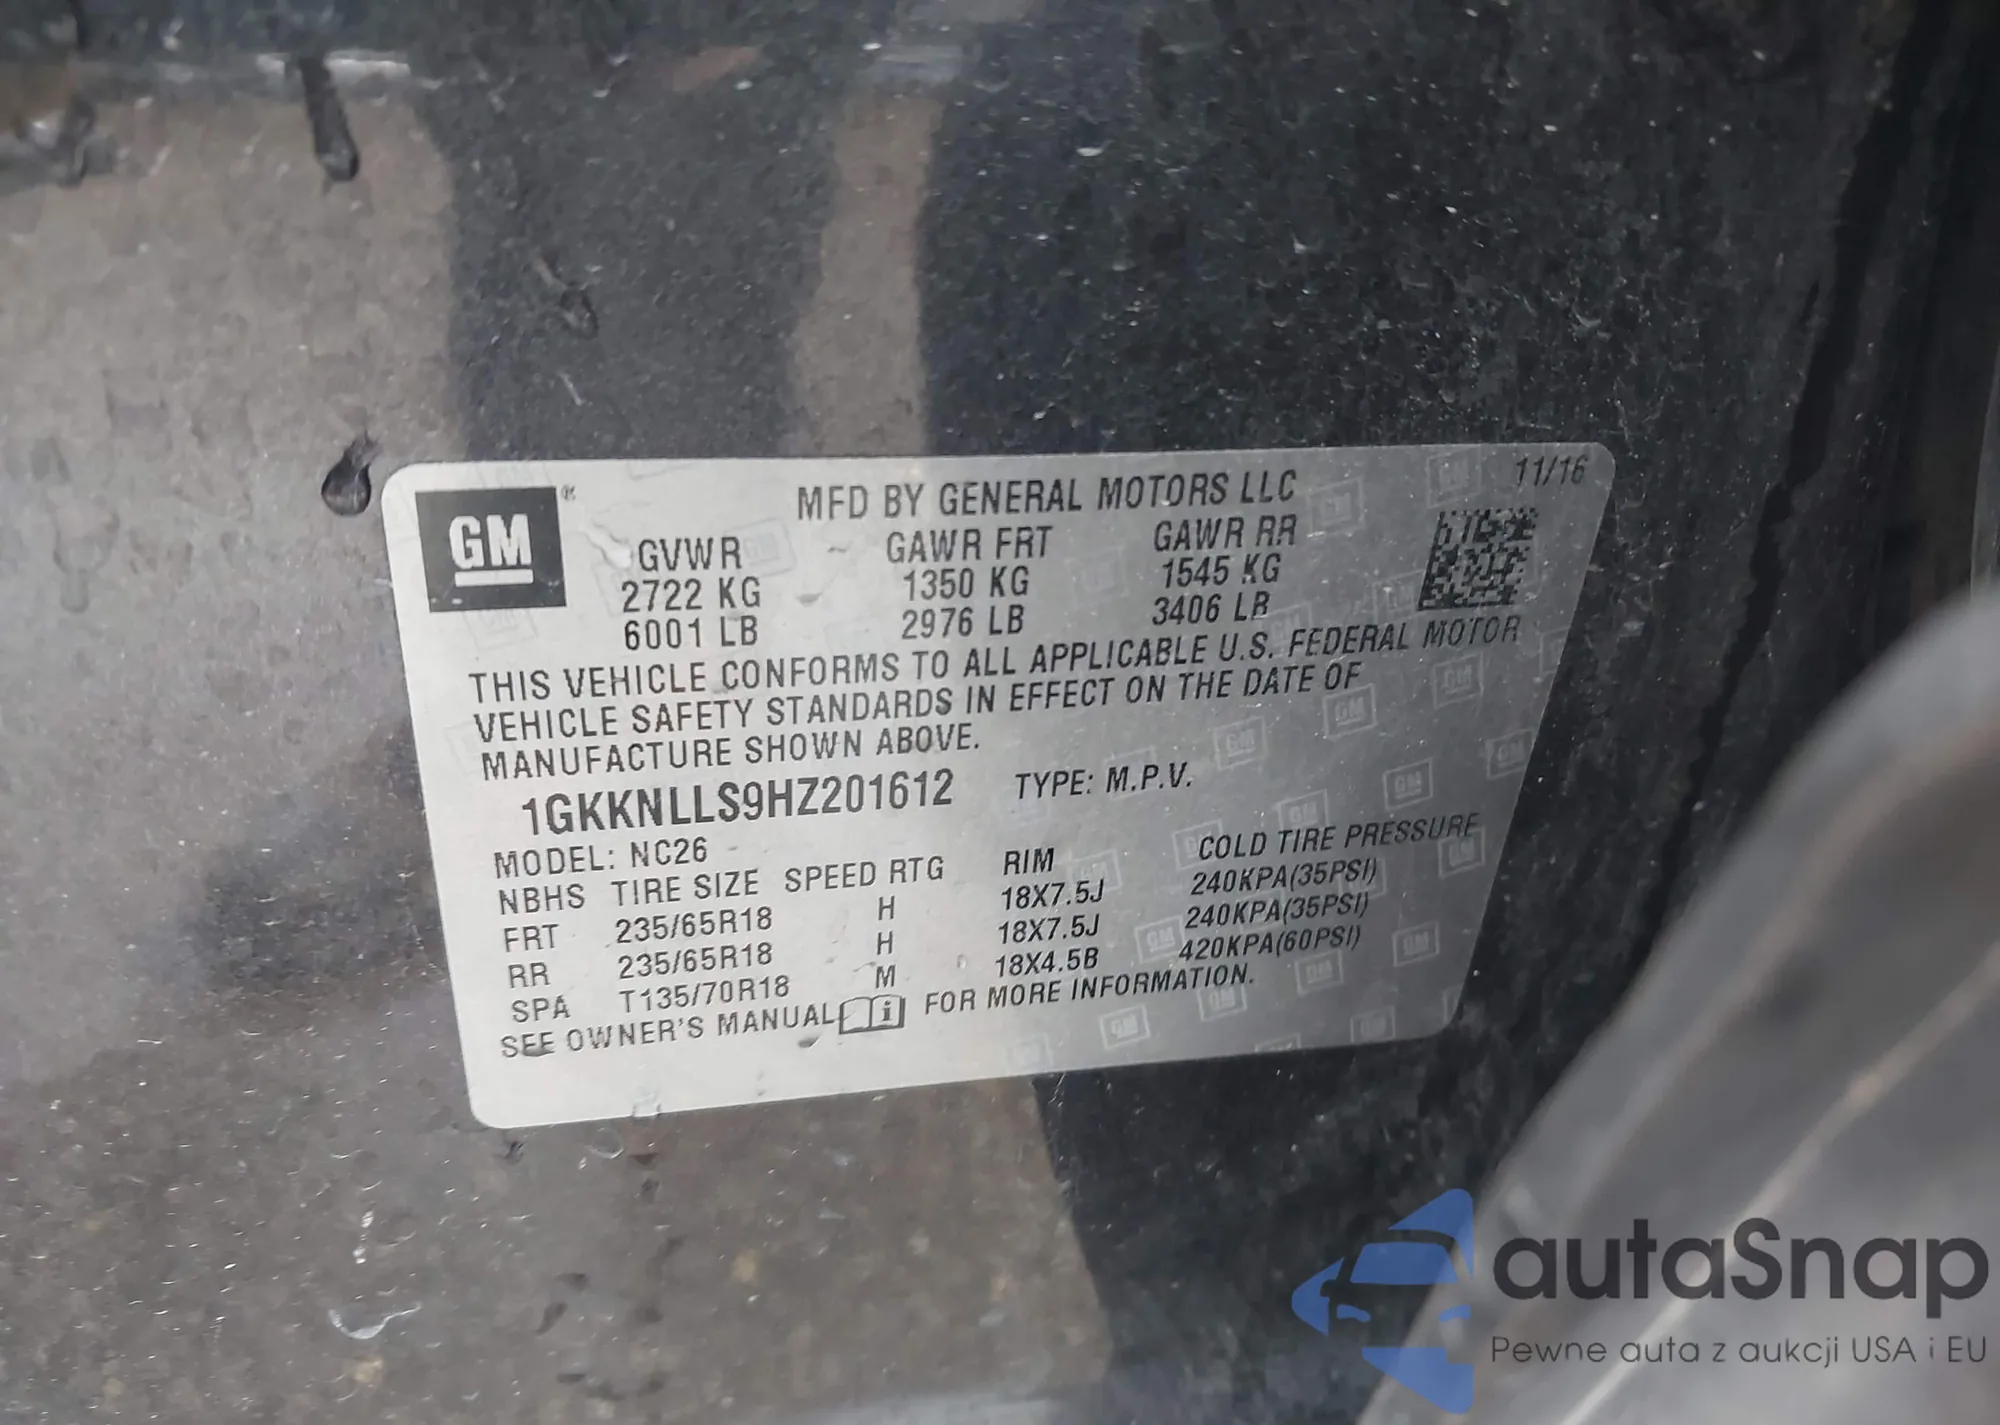 GM
®
MFD BY GENERAL MOTORS LLC
11/16
GVWR GAWR FRT GAWR RR
2722 KG 1350 KG 1545 KG
6001 LB 2976 LB 3406 LB
THIS VEHICLE CONFORMS TO ALL APPLICABLE U.S. FEDERAL MOTOR
VEHICLE SAFETY STANDARDS IN EFFECT ON THE DATE OF
MANUFACTURE SHOWN ABOVE.
1GKKNLLS9HZ201612 TYPE: M.P.V.
MODEL: NC26
NBHS TIRE SIZE SPEED RTG RIM COLD TIRE PRESSURE
FRT 235/65R18 H 18X7.5J 240KPA(35PSI)
RR 235/65R18 H 18X7.5J 240KPA(35PSI)
SPA T135/70R18 M 18X4.5B 420KPA(60PSI)
SEE OWNER'S MANUAL i FOR MORE INFORMATION.
autaSnap
Pewne auta z aukcji USA i EU